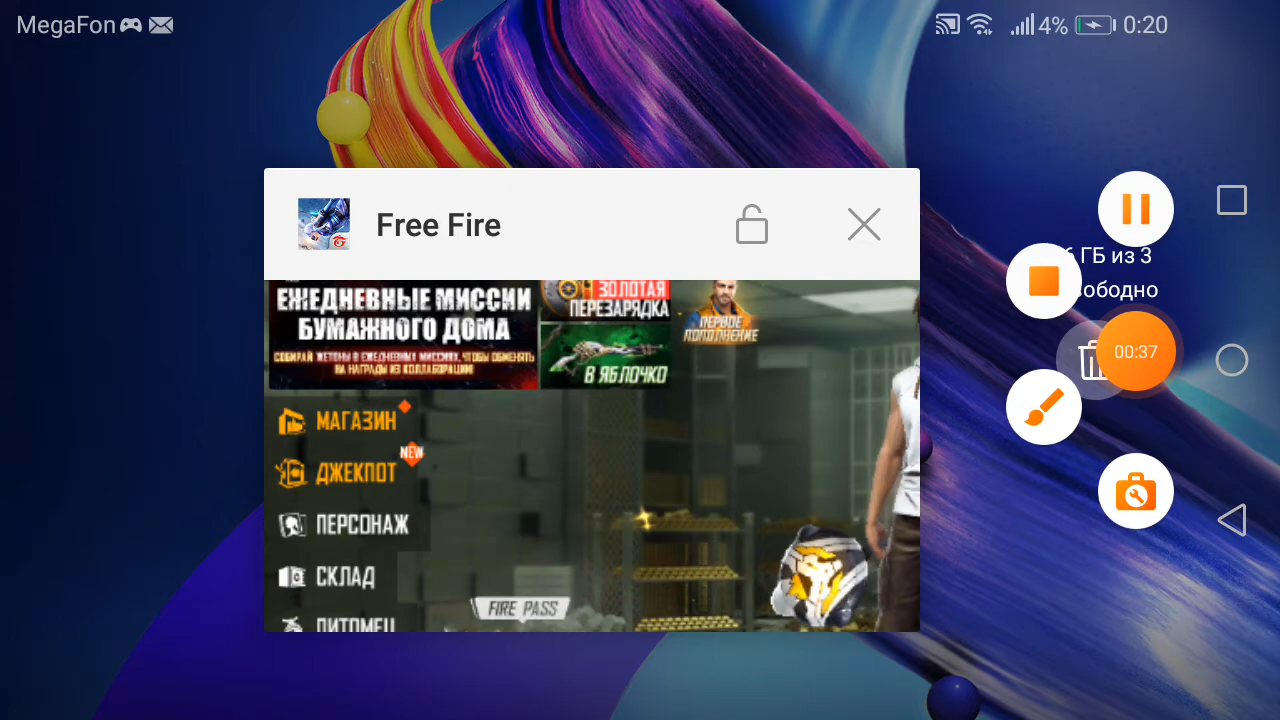 MegaFon
4% 0:20
Free Fire
ГБ из 3
ободно
00:37
ЕЖЕДНЕВНЫЕ МИССИИ
БУМАЖНОГО ДОМА
СОБИРАЙ ЖЕТОНЫ В ЕЖЕДНЕВНЫХ МИССИЯХ, ЧТОБЫ ОБМЕНЯТЬ
НА НАГРАДЫ ИЗ КОЛЛАБОРАЦИИ!
ЗОЛОТАЯ
ПЕРЕЗАРЯДКА
В ЯБЛОЧКО
ПЕРВОЕ
ПОПОЛНЕНИЕ
МАГАЗИН
NEW
ДЖЕКПОТ
ПЕРСОНАЖ
СКЛАД
ПИТОМЕЦ
FIRE PASS